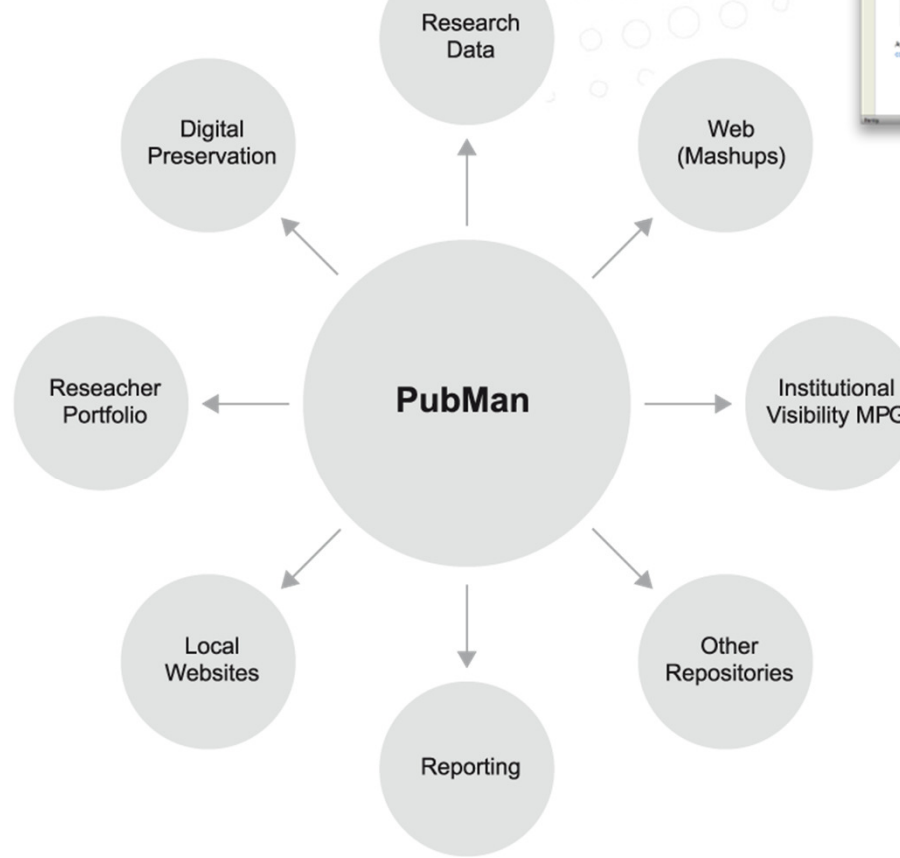 Research
Data
Digital
Preservation
Web
(Mashups)
Reseacher
Portfolio
PubMan
Institutional
Visibility MPG
Local
Websites
Other
Repositories
Reporting